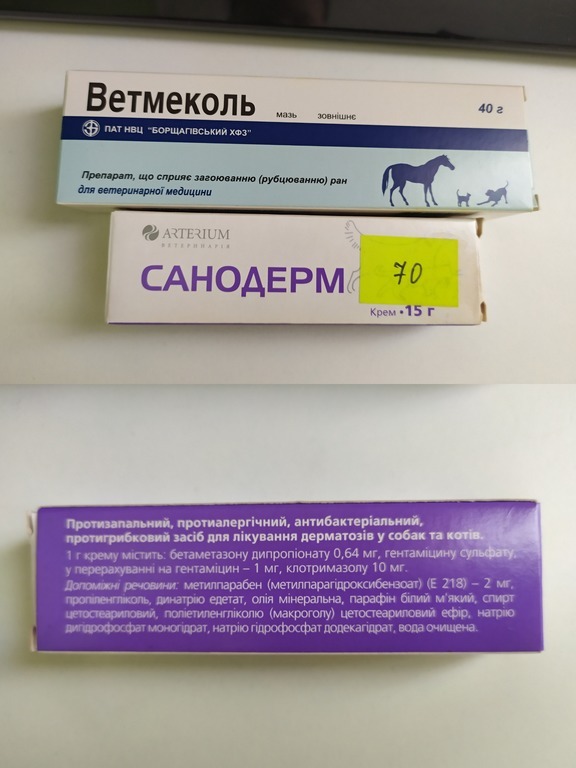 Ветмеколь мазь зовнішнє 40 г
ПАТ НВЦ "БОРЩАГІВСЬКИЙ ХФЗ"
Препарат, що сприяє загоюванню (рубцюванню) ран
для ветеринарної медицини
ARTERIUM
ВЕТЕРИНАРІЯ
САНОДЕРМ
70
Крем • 15 г
Протизапальний, протиалергічний, антибактеріальний,
протигрибковий засіб для лікування дерматозів у собак та котів.
1 г крему містить: бетаметазону дипропіонату 0,64 мг, гентаміцину сульфату,
у перерахуванні на гентаміцин – 1 мг, клотримазолу 10 мг.
Допоміжні речовини: метилпарабен (метилпарагідроксибензоат) (Е 218) – 2 мг,
пропіленгліколь, динатрію едетат, олія мінеральна, парафін білий м'який, спирт
цетостеариловий, поліетиленгліколю (макроголу) цетостеариловий ефір, натрію
дигідрофосфат моногідрат, натрію гідрофосфат додекагідрат, вода очищена.